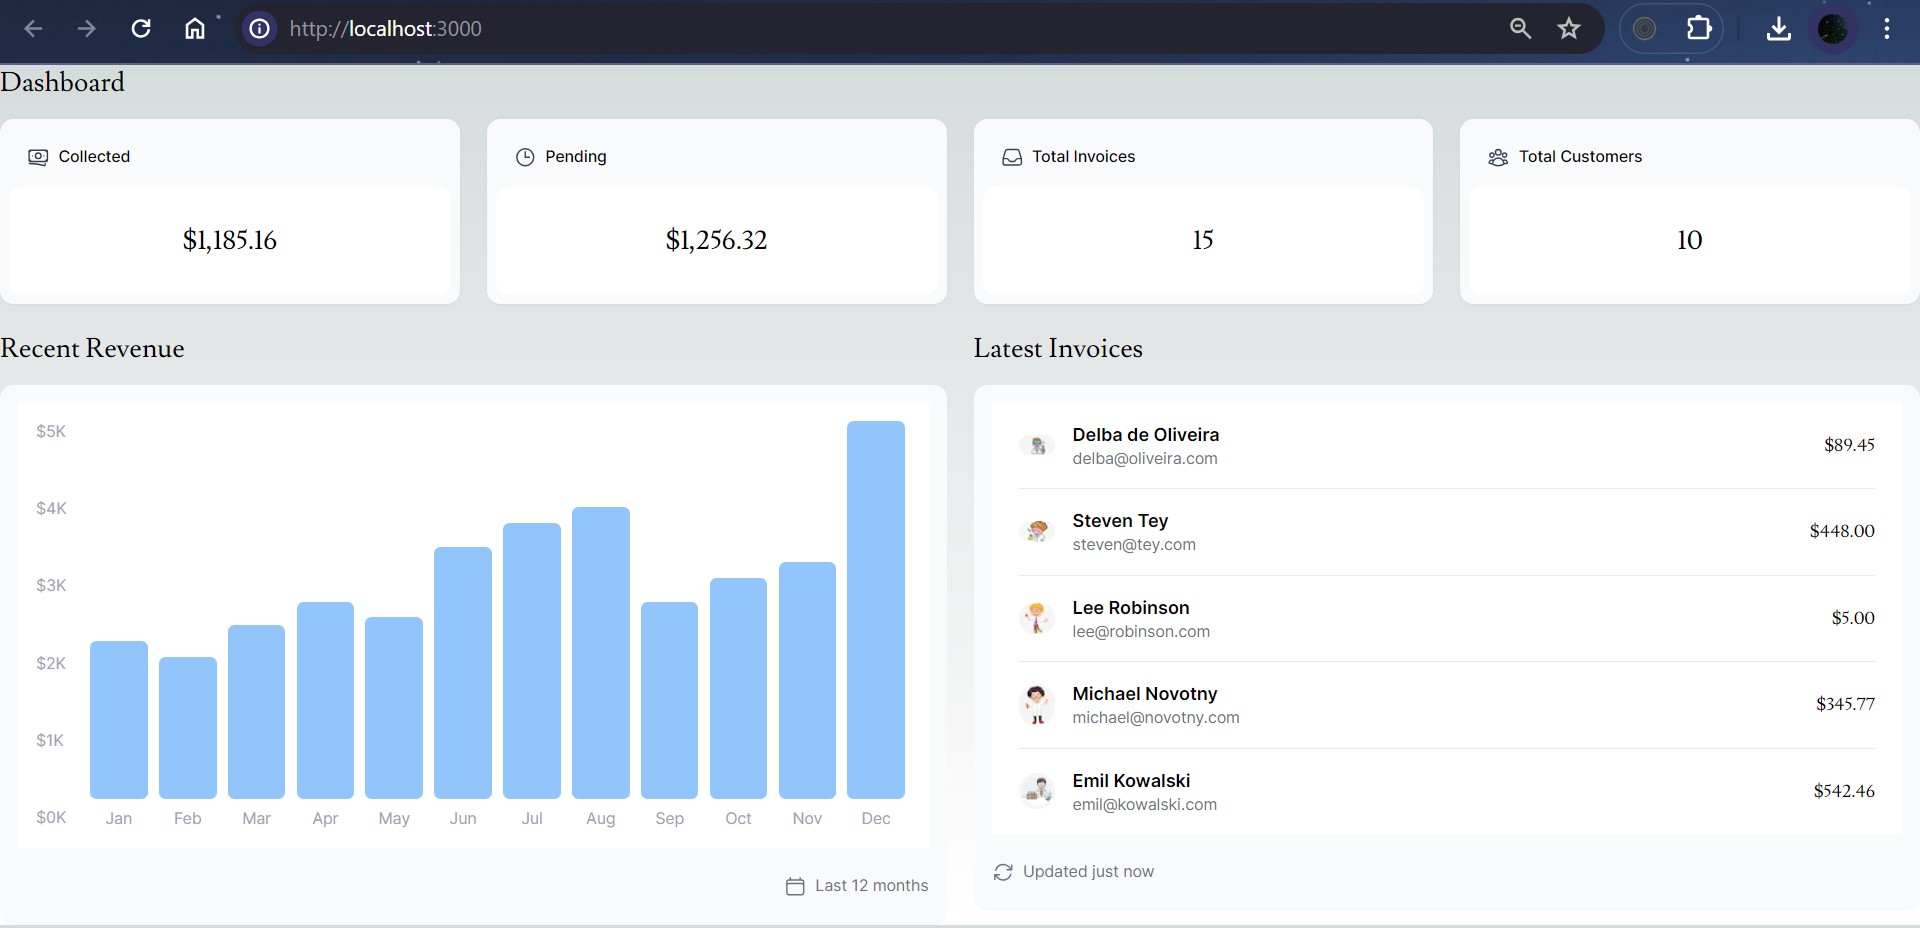 http://localhost:3000
Dashboard
Collected
$1,185.16
Pending
$1,256.32
Total Invoices
15
Total Customers
10
Recent Revenue
$5K
$4K
$3K
$2K
$1K
$0K
Jan Feb Mar Apr May Jun Jul Aug Sep Oct Nov Dec
Last 12 months
Latest Invoices
Delba de Oliveira
delba@oliveira.com
$89.45
Steven Tey
steven@tey.com
$448.00
Lee Robinson
lee@robinson.com
$5.00
Michael Novotny
michael@novotny.com
$345.77
Emil Kowalski
emil@kowalski.com
$542.46
Updated just now